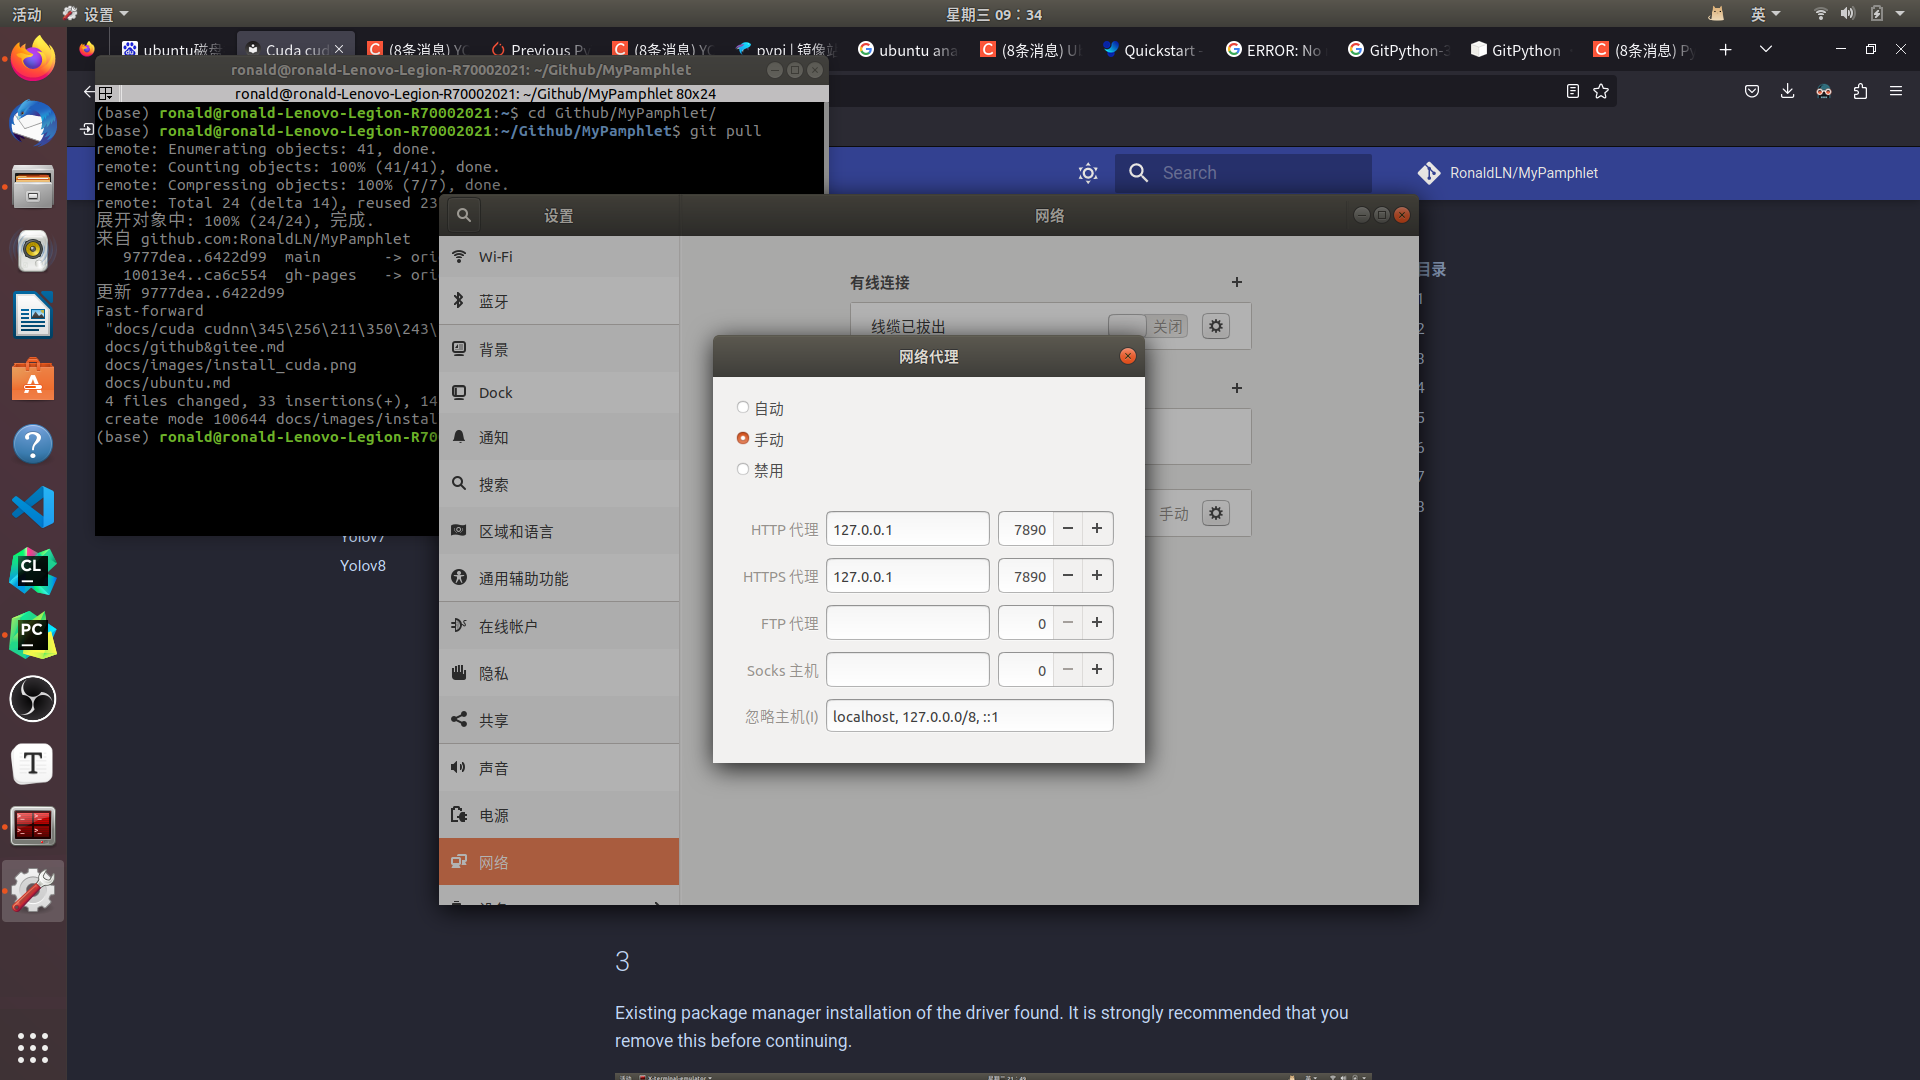 活动
设置
星期三 09：34
英
ubuntu磁盘
Cuda cud
(8条消息) YO
Previous Py
(8条消息) YO
pypi | 镜像站
ubuntu ana
(8条消息) U
Quickstart -
ERROR: No
GitPython-3
GitPython
(8条消息) Py
ronald@ronald-Lenovo-Legion-R70002021: ~/Github/MyPamphlet
ronald@ronald-Lenovo-Legion-R70002021: ~/Github/MyPamphlet 80x24
(base) ronald@ronald-Lenovo-Legion-R70002021:~$ cd Github/MyPamphlet/
(base) ronald@ronald-Lenovo-Legion-R70002021:~/Github/MyPamphlet$ git pull
remote: Enumerating objects: 41, done.
remote: Counting objects: 100% (41/41), done.
remote: Compressing objects: 100% (7/7), done.
remote: Total 24 (delta 14), reused 23
展开对象中: 100% (24/24), 完成.
来自 github.com:RonaldLN/MyPamphlet
9777dea..6422d99  main       -> ori
10013e4..ca6c554  gh-pages   -> ori
更新 9777dea..6422d99
Fast-forward
"docs/cuda cudnn\345\256\211\350\243\
docs/github&gitee.md
docs/images/install_cuda.png
docs/ubuntu.md
4 files changed, 33 insertions(+), 14
create mode 100644 docs/images/instal
(base) ronald@ronald-Lenovo-Legion-R70
Search
RonaldLN/MyPamphlet
目录
1
2
3
4
5
6
7
8
Yolov7
Yolov8
设置
网络
Wi-Fi
蓝牙
背景
Dock
通知
搜索
区域和语言
通用辅助功能
在线帐户
隐私
共享
声音
电源
网络
设备
有线连接
线缆已拔出
关闭
手动
网络代理
自动
手动
禁用
HTTP 代理 127.0.0.1 7890
HTTPS 代理 127.0.0.1 7890
FTP 代理 0
Socks 主机 0
忽略主机(I) localhost, 127.0.0.0/8, ::1
3
Existing package manager installation of the driver found. It is strongly recommended that you
remove this before continuing.